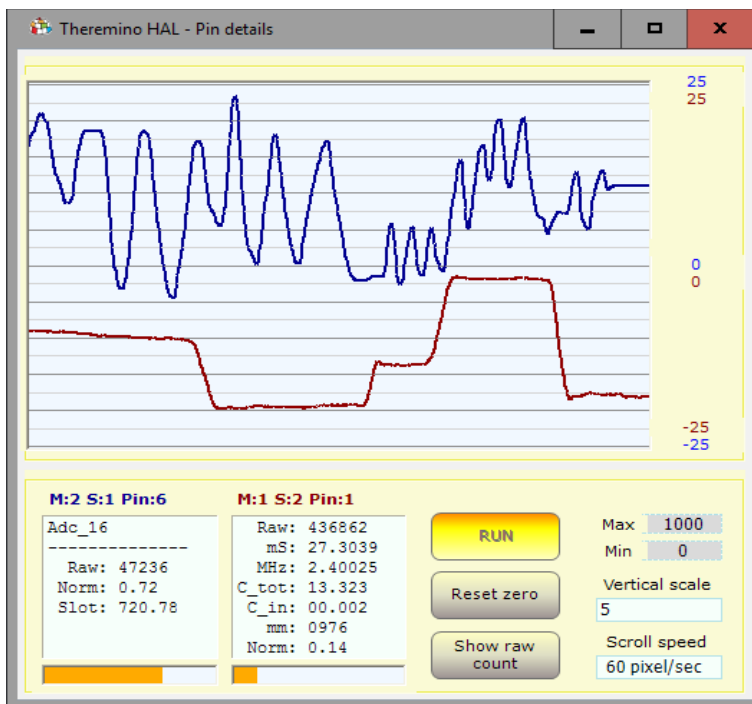 Theremino HAL - Pin details
25
25
0
0
-25
-25
M:2 S:1 Pin:6
Adc_16
--------------
Raw: 47236
Norm: 0.72
Slot: 720.78
M:1 S:2 Pin:1
Raw: 436862
mS: 27.3039
MHz: 2.40025
C_tot: 13.323
C_in: 00.002
mm: 0976
Norm: 0.14
RUN
Reset zero
Show raw
count
Max 1000
Min 0
Vertical scale
5
Scroll speed
60 pixel/sec